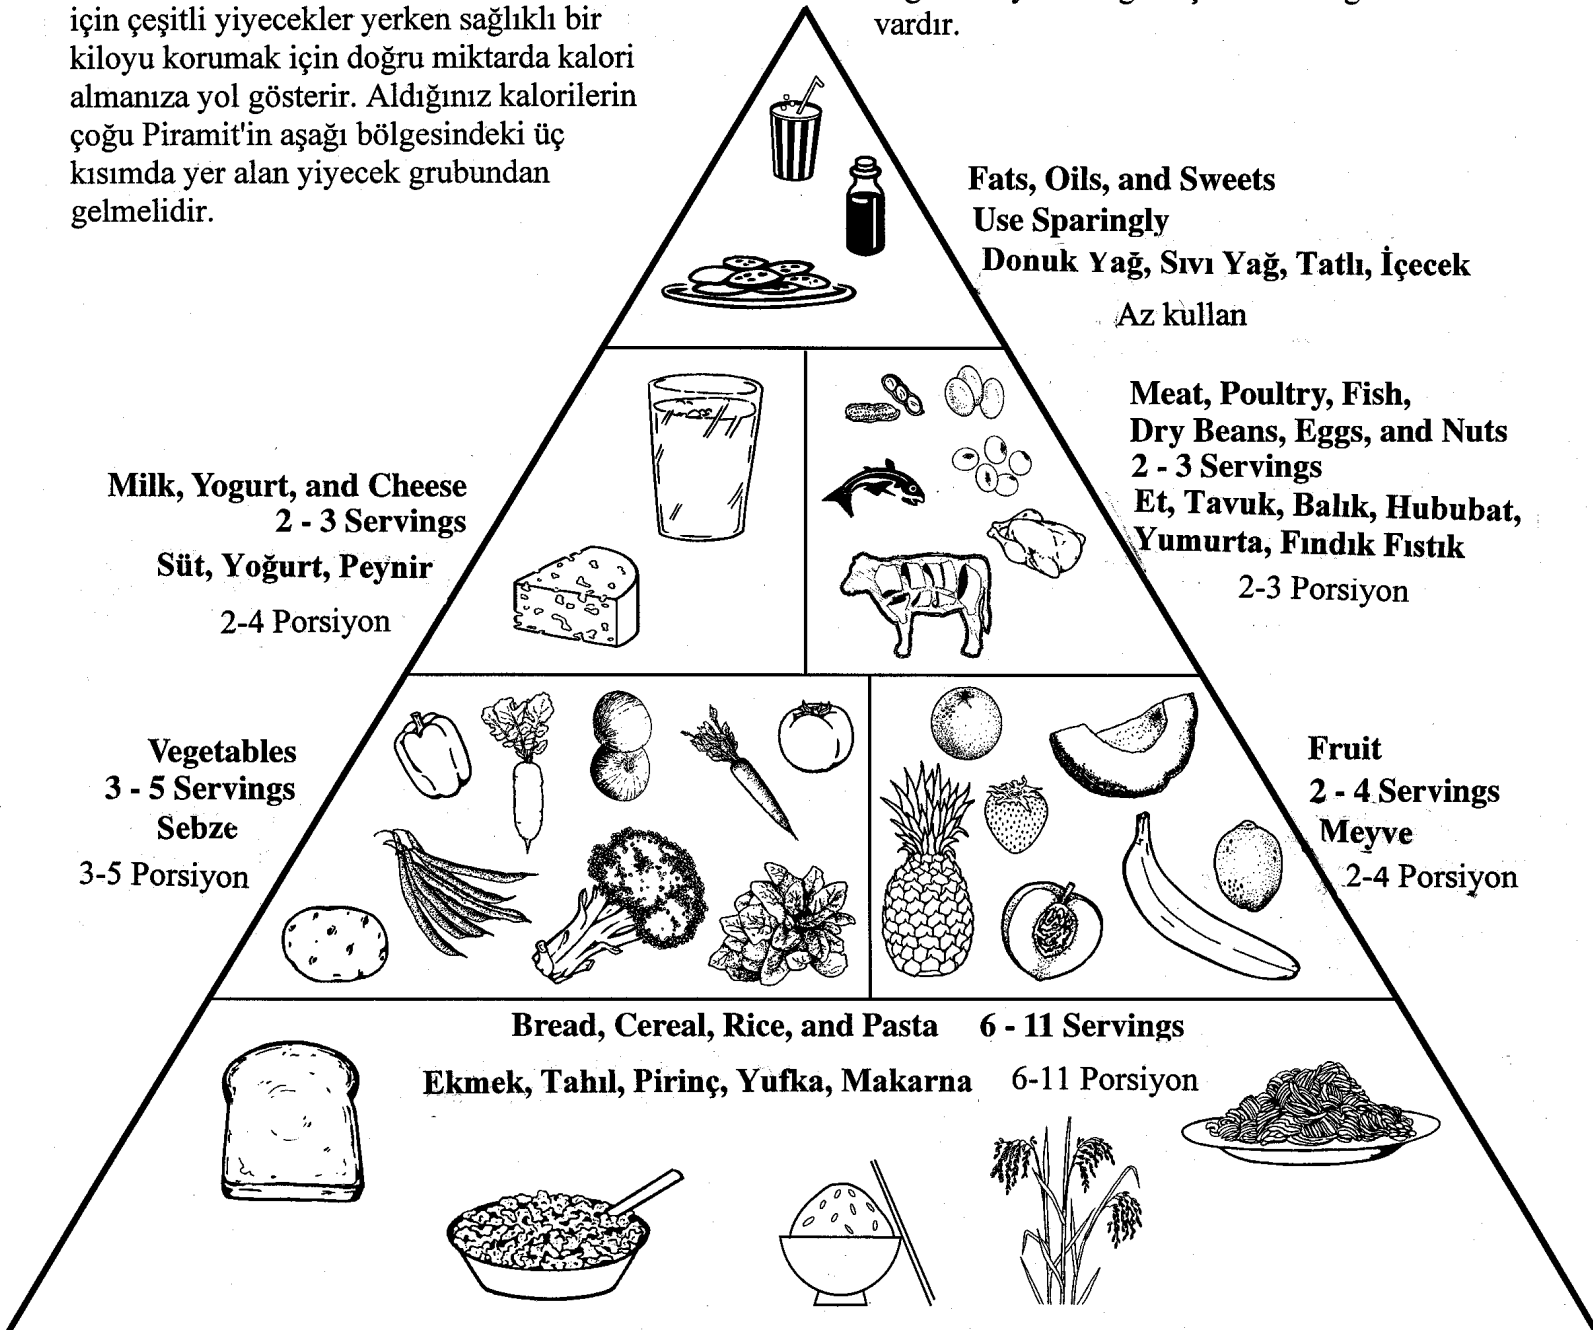 için çeşitli yiyecekler yerken sağlıklı bir
kiloyu korumak için doğru miktarda kalori
almanıza yol gösterir. Aldığınız kalorilerin
çoğu Piramit'in aşağı bölgesindeki üç
kısımda yer alan yiyecek grubundan
gelmelidir.
vardır.
Fats, Oils, and Sweets
Use Sparingly
Donuk Yağ, Sıvı Yağ, Tatlı, İçecek
Az kullan
Milk, Yogurt, and Cheese
2 - 3 Servings
Süt, Yoğurt, Peynir
2-4 Porsiyon
Meat, Poultry, Fish,
Dry Beans, Eggs, and Nuts
2 - 3 Servings
Et, Tavuk, Balık, Hububat,
Yumurta, Fındık Fıstık
2-3 Porsiyon
Vegetables
3 - 5 Servings
Sebze
3-5 Porsiyon
Fruit
2 - 4 Servings
Meyve
2-4 Porsiyon
Bread, Cereal, Rice, and Pasta 6 - 11 Servings
Ekmek, Tahıl, Pirinç, Yufka, Makarna 6-11 Porsiyon